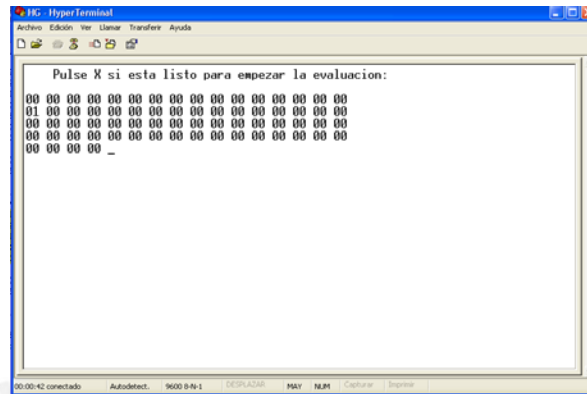 HG - HyperTerminal
Archivo Edición Ver Llamar Transferir Ayuda
Pulse X si esta listo para empezar la evaluacion:
00 00 00 00 00 00 00 00 00 00 00 00 00 00 00 00
01 00 00 00 00 00 00 00 00 00 00 00 00 00 00 00
00 00 00 00 00 00 00 00 00 00 00 00 00 00 00 00
00 00 00 00 00 00 00 00 00 00 00 00 00 00 00 00
00 00 00 00 _
00:00:42 conectado Autodetect. 9600 8-N-1 DESPLAZAR MAY NUM Capturar Imprimir